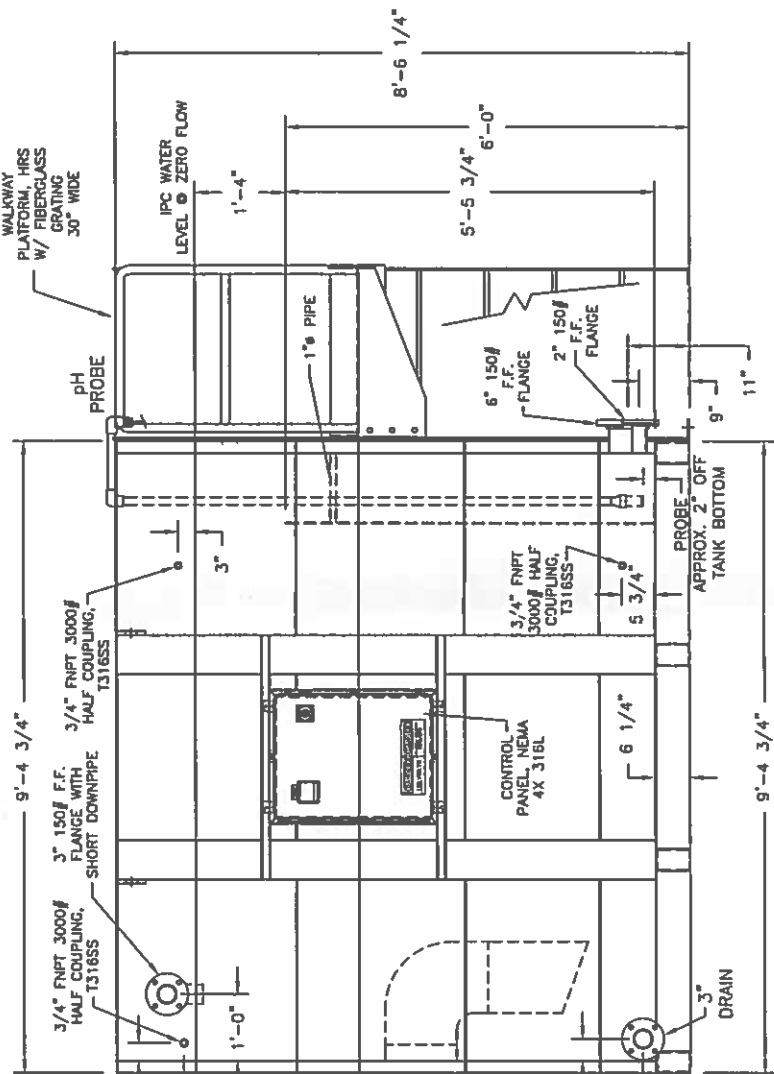 WALKWAY
PLATFORM, HRS
W/ FIBERGLASS
GRATING
30" WIDE
pH
PROBE
IPC WATER
LEVEL @ ZERO FLOW
1'-4"
8'-6 1/4"
6'-0"
5'-5 3/4"
1"ø PIPE
6" 150#
F.F.
FLANGE
2" 150#
F.F.
FLANGE
9"
11"
9'-4 3/4"
3/4" FNPT 3000#
HALF COUPLING,
T316SS
3"
3" 150# F.F.
FLANGE WITH
SHORT DOWNPIPE
3/4" FNPT 3000#
HALF COUPLING,
T316SS
1'-0"
3/4" FNPT
3000# HALF
COUPLING,
T316SS
5 3/4"
PROBE
APPROX. 2" OFF
TANK BOTTOM
CONTROL
PANEL, NEMA
4X 316L
6 1/4"
3"
DRAIN
9'-4 3/4"